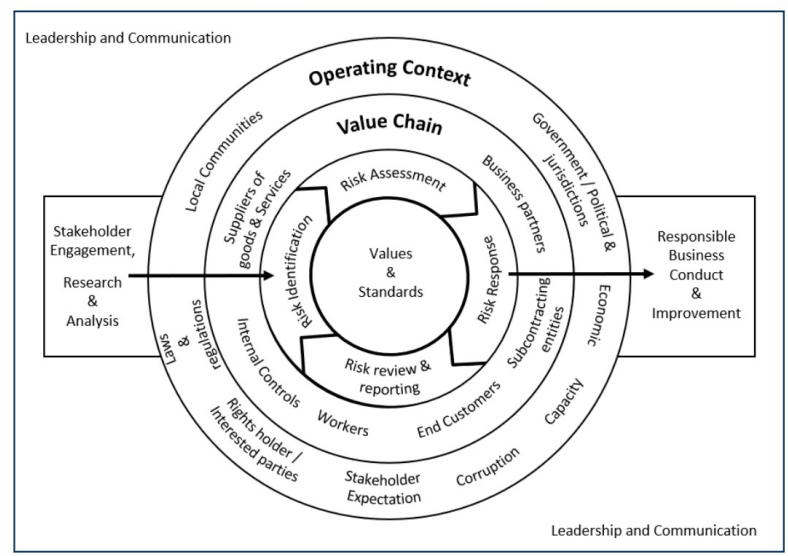 Leadership and Communication
Operating Context
Value Chain
Local Communities
Government / Political &
jurisdictions
Suppliers of
goods & Services
Business partners
Risk Assessment
Risk Identification
Risk Response
Risk review &
reporting
Values
&
Standards
Stakeholder
Engagement,
Research
&
Analysis
Responsible
Business
Conduct
&
Improvement
Laws
&
regulations
Internal Controls
Workers
End Customers
Subcontracting
entities
Economic
Capacity
Corruption
Stakeholder
Expectation
Rights holder /
Interested parties
Leadership and Communication